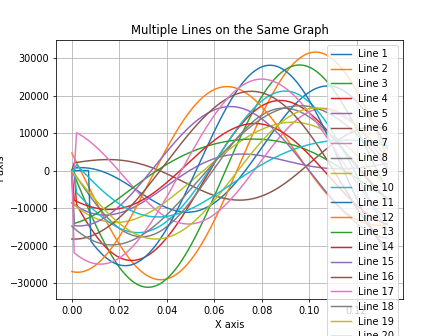 Multiple Lines on the Same Graph
30000
20000
10000
0
−10000
−20000
−30000
0.00
0.02
0.04
0.06
0.08
0.10
X axis
Line 1
Line 2
Line 3
Line 4
Line 5
Line 6
Line 7
Line 8
Line 9
Line 10
Line 11
Line 12
Line 13
Line 14
Line 15
Line 16
Line 17
Line 18
Line 19
Line 20